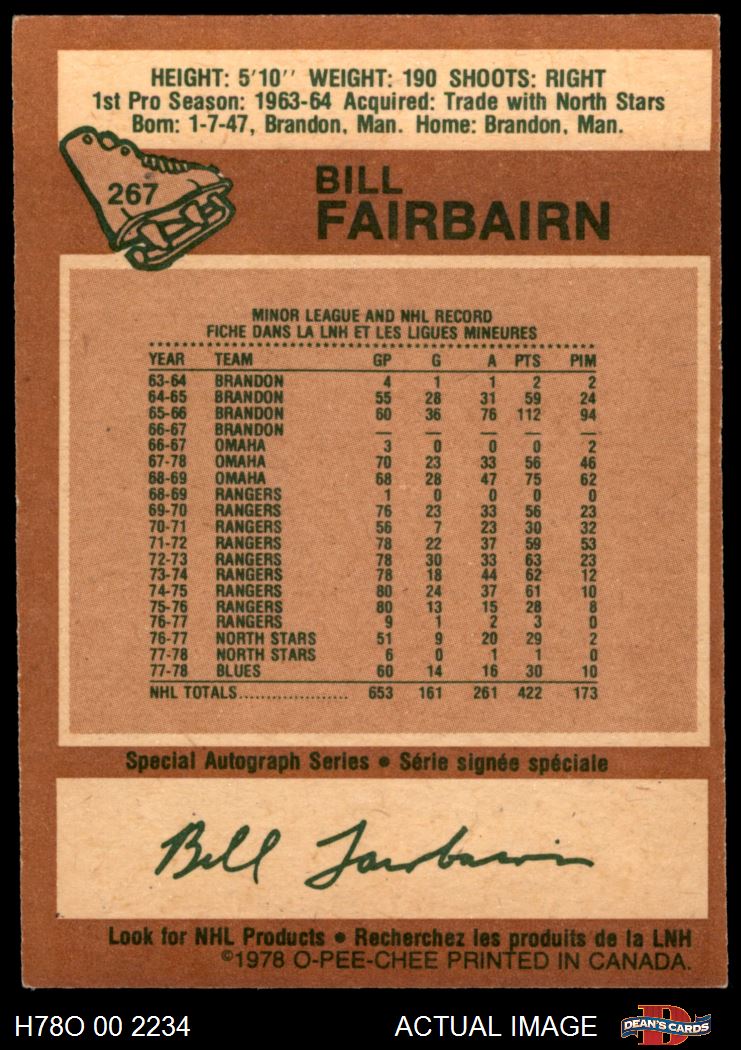 HEIGHT: 5'10'' WEIGHT: 190 SHOOTS: RIGHT
1st Pro Season: 1963-64 Acquired: Trade with North Stars
Born: 1-7-47, Brandon, Man. Home: Brandon, Man.
267
BILL
FAIRBAIRN
MINOR LEAGUE AND NHL RECORD
FICHE DANS LA LNH ET LES LIGUES MINEURES
YEAR TEAM GP G A PTS PIM
63-64 BRANDON 4 1 1 2 2
64-65 BRANDON 55 28 31 59 24
65-66 BRANDON 60 36 76 112 94
66-67 BRANDON — — — — —
66-67 OMAHA 3 0 0 0 2
67-78 OMAHA 70 23 33 56 46
68-69 OMAHA 68 28 47 75 62
68-69 RANGERS 1 0 0 0 0
69-70 RANGERS 76 23 33 56 23
70-71 RANGERS 56 7 23 30 32
71-72 RANGERS 78 22 37 59 53
72-73 RANGERS 78 30 33 63 23
73-74 RANGERS 78 18 44 62 12
74-75 RANGERS 80 24 37 61 10
75-76 RANGERS 80 13 15 28 8
76-77 RANGERS 9 1 2 3 0
76-77 NORTH STARS 51 9 20 29 2
77-78 NORTH STARS 6 0 1 1 0
77-78 BLUES 60 14 16 30 10
NHL TOTALS.................... 653 161 261 422 173
Special Autograph Series • Série signée spéciale
Bill Fairbairn
Look for NHL Products • Recherchez les produits de la LNH
©1978 O-PEE-CHEE PRINTED IN CANADA.
H78O 00 2234 ACTUAL IMAGE D DEAN'S CARDS